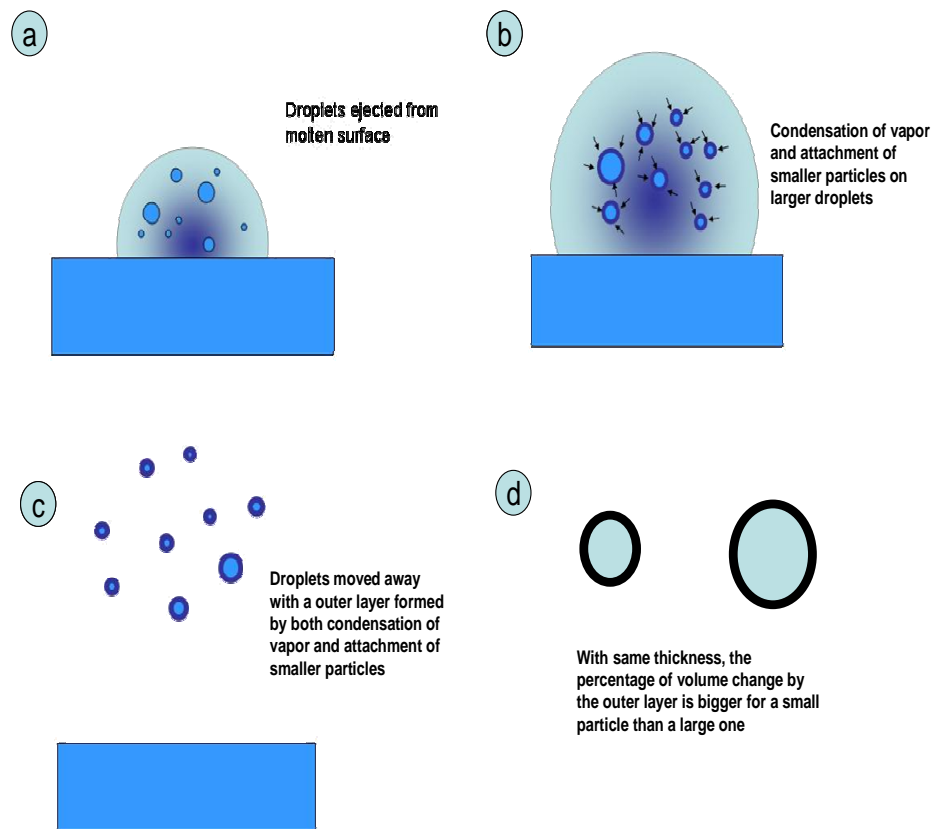 a
Droplets ejected from
molten surface
b
Condensation of vapor
and attachment of
smaller particles on
larger droplets
c
Droplets moved away
with a outer layer formed
by both condensation of
vapor and attachment of
smaller particles
d
With same thickness, the
percentage of volume change by
the outer layer is bigger for a small
particle than a large one